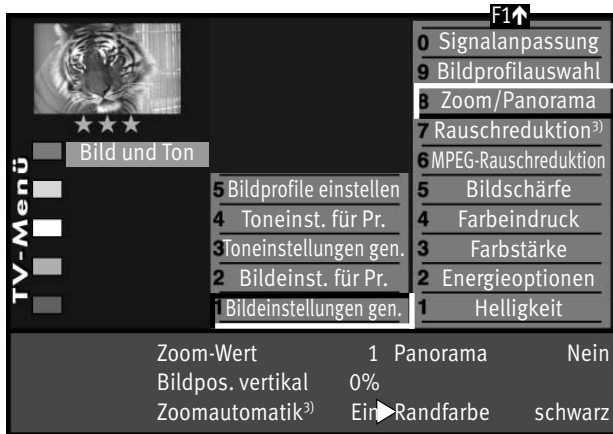 F1↑
0 Signalanpassung
9 Bildprofilauswahl
8 Zoom/Panorama
7 Rauschreduktion3)
6 MPEG-Rauschreduktion
5 Bildschärfe
4 Farbeindruck
3 Farbstärke
2 Energieoptionen
1 Helligkeit
TV-Menü
Bild und Ton
5 Bildprofile einstellen
4 Toneinst. für Pr.
3 Toneinstellungen gen.
2 Bildeinst. für Pr.
1 Bildeinstellungen gen.
Zoom-Wert 1 Panorama Nein
Bildpos. vertikal 0%
Zoomautomatik3) Ein Randfarbe schwarz